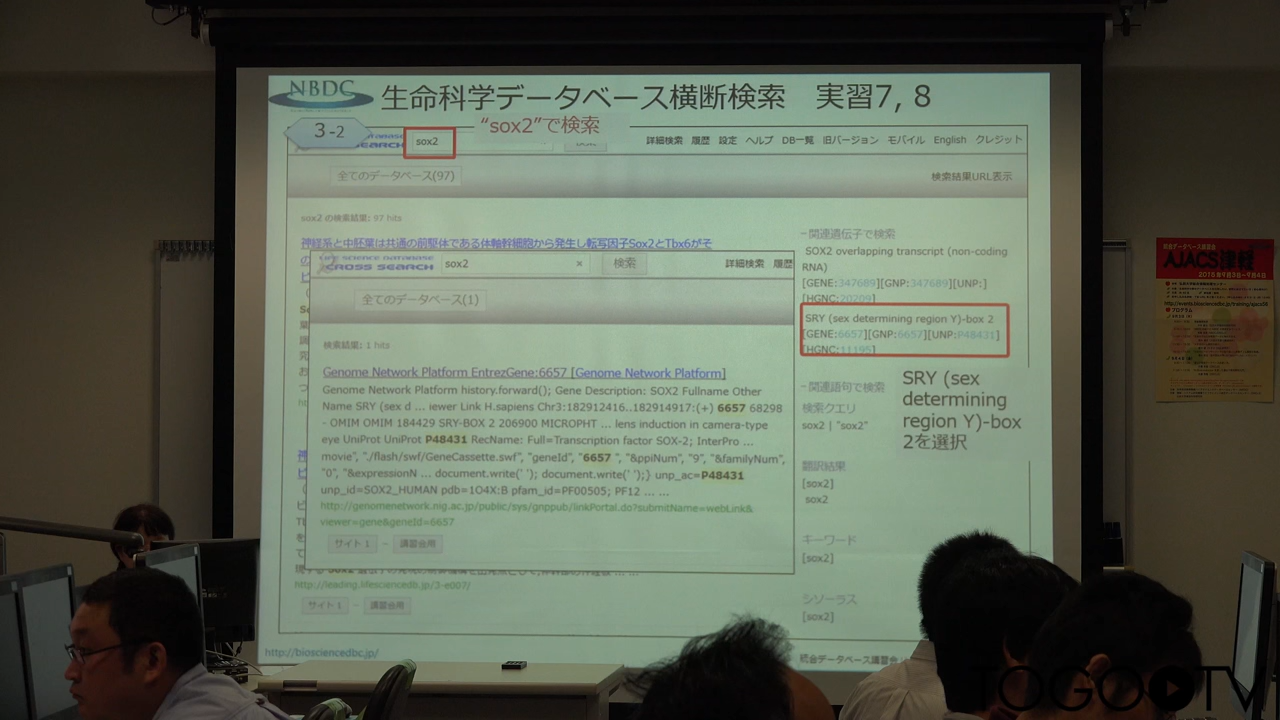 NBDC
生命科学データベース横断検索 実習7, 8
3-2
"sox2"で検索
sox2
詳細検索 履歴 設定 ヘルプ DB一覧 旧バージョン モバイル English クレジット
全てのデータベース(97)
検索結果URL表示
sox2 の検索結果: 97 hits
神経系と中胚葉は共通の前駆体である体軸幹細胞から発生し転写因子Sox2とTbx6がそ
LIFE SCIENCE DATABASE
CROSS SEARCH
sox2 × 検索
詳細検索 履歴
全てのデータベース(1)
検索結果: 1 hits
Genome Network Platform EntrezGene:6657 [Genome Network Platform]
Genome Network Platform history.forward(); Gene Description: SOX2 Fullname Other
Name SRY (sex d ... iewer Link H.sapiens Chr3:182912416..182914917:(+) 6657 68298
- OMIM OMIM 184429 SRY-BOX 2 206900 MICROPHT ... lens induction in camera-type
eye UniProt UniProt P48431 RecName: Full=Transcription factor SOX-2; InterPro ...
movie", "./flash/swf/GeneCassette.swf", "geneId", "6657 ", "&ppiNum", "9", "&familyNum",
"0", "&expressionN ... document.write(' '); document.write(' ');} unp_ac=P48431
unp_id=SOX2_HUMAN pdb=1O4X:B pfam_id=PF00505; PF12 ... ...
http://genomenetwork.nig.ac.jp/public/sys/gnppub/linkPortal.do?submitName=webLink&
viewer=gene&geneId=6657
サイト1 - 講習会用
http://leading.lifesciencedb.jp/3-e007/
サイト1 - 講習会用
関連遺伝子で検索
SOX2 overlapping transcript (non-coding
RNA)
[GENE:347689][GNP:347689][UNP:]
[HGNC:20209]
SRY (sex determining region Y)-box 2
[GENE:6657][GNP:6657][UNP:P48431]
[HGNC:11195]
SRY (sex
determining
region Y)-box
2を選択
関連語句で検索
検索クエリ
sox2 | "sox2"
翻訳結果
[sox2]
sox2
キーワード
[sox2]
シソーラス
[sox2]
http://biosciencedbc.jp/
統合データベース講習会
統合データベース講習会
AJACS津軽
プログラム
TOGOTV